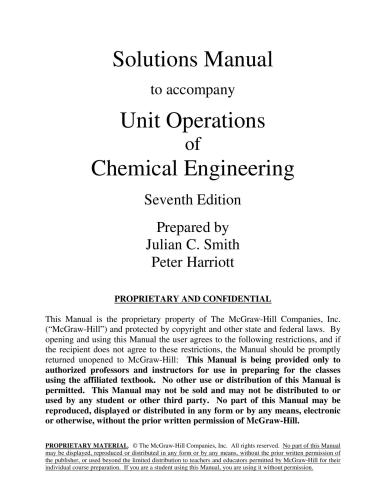 Solutions Manual
to accompany
Unit Operations
of
Chemical Engineering
Seventh Edition
Prepared by
Julian C. Smith
Peter Harriott
PROPRIETARY AND CONFIDENTIAL
This Manual is the proprietary property of The McGraw-Hill Companies, Inc.
(“McGraw-Hill”) and protected by copyright and other state and federal laws. By
opening and using this Manual the user agrees to the following restrictions, and if
the recipient does not agree to these restrictions, the Manual should be promptly
returned unopened to McGraw-Hill: This Manual is being provided only to
authorized professors and instructors for use in preparing for the classes
using the affiliated textbook. No other use or distribution of this Manual is
permitted. This Manual may not be sold and may not be distributed to or
used by any student or other third party. No part of this Manual may be
reproduced, displayed or distributed in any form or by any means, electronic
or otherwise, without the prior written permission of McGraw-Hill.
PROPRIETARY MATERIAL. © The McGraw-Hill Companies, Inc. All rights reserved. No part of this Manual
may be displayed, reproduced or distributed in any form or by any means, without the prior written permission of
the publisher, or used beyond the limited distribution to teachers and educators permitted by McGraw-Hill for their
individual course preparation. If you are a student using this Manual, you are using it without permission.